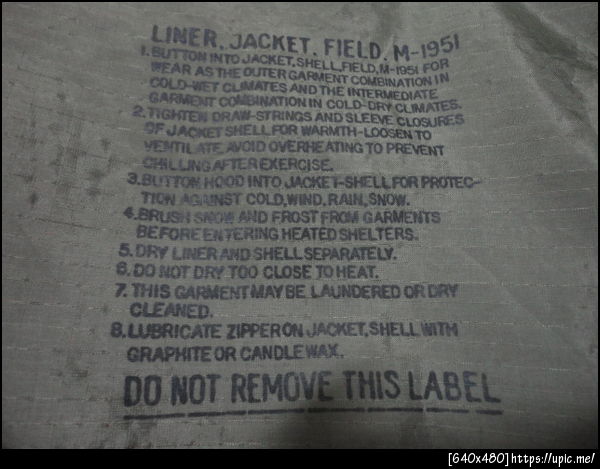 LINER, JACKET, FIELD, M-1951
1. BUTTON INTO JACKET, SHELL, FIELD, M-1951 FOR
WEAR AS THE OUTER GARMENT COMBINATION IN
COLD-WET CLIMATES AND THE INTERMEDIATE
GARMENT COMBINATION IN COLD-DRY CLIMATES.
2. TIGHTEN DRAW-STRINGS AND SLEEVE CLOSURES
OF JACKET SHELL FOR WARMTH-LOOSEN TO
VENTILATE, AVOID OVERHEATING TO PREVENT
CHILLING AFTER EXERCISE.
3. BUTTON HOOD INTO JACKET-SHELL FOR PROTEC-
TION AGAINST COLD, WIND, RAIN, SNOW.
4. BRUSH SNOW AND FROST FROM GARMENTS
BEFORE ENTERING HEATED SHELTERS.
5. DRY LINER AND SHELL SEPARATELY.
6. DO NOT DRY TOO CLOSE TO HEAT.
7. THIS GARMENT MAY BE LAUNDERED OR DRY
CLEANED.
8. LUBRICATE ZIPPER ON JACKET, SHELL WITH
GRAPHITE OR CANDLE WAX.
DO NOT REMOVE THIS LABEL
[640x480]https://upic.me/